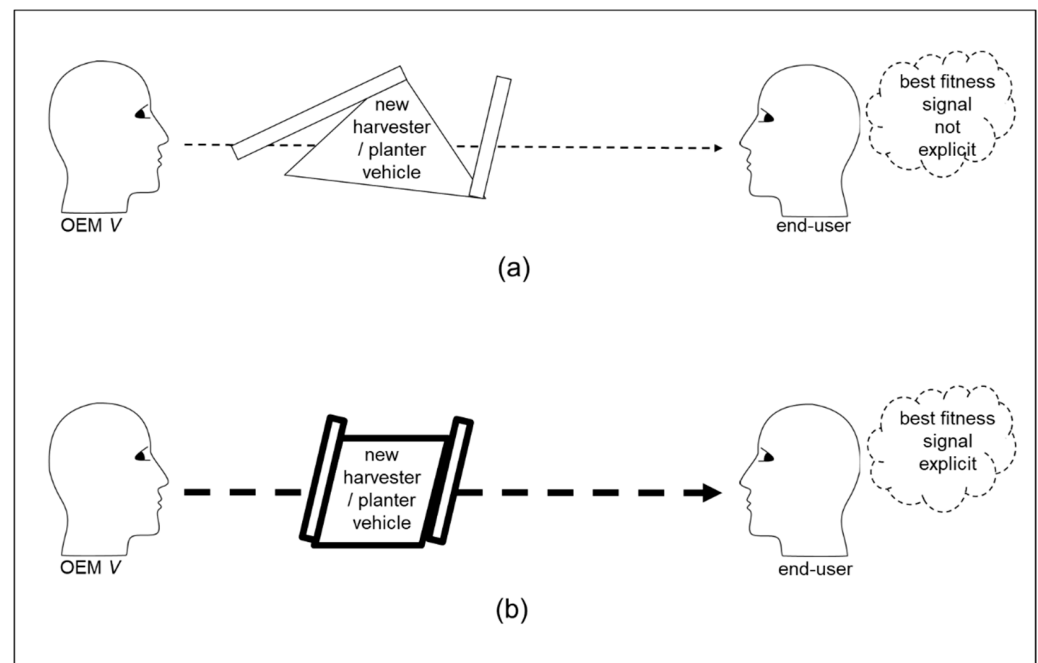 new
harvester
/ planter
vehicle
best fitness
signal
not
explicit
OEM V
end-user
(a)
new
harvester
/ planter
vehicle
best fitness
signal
explicit
OEM V
end-user
(b)